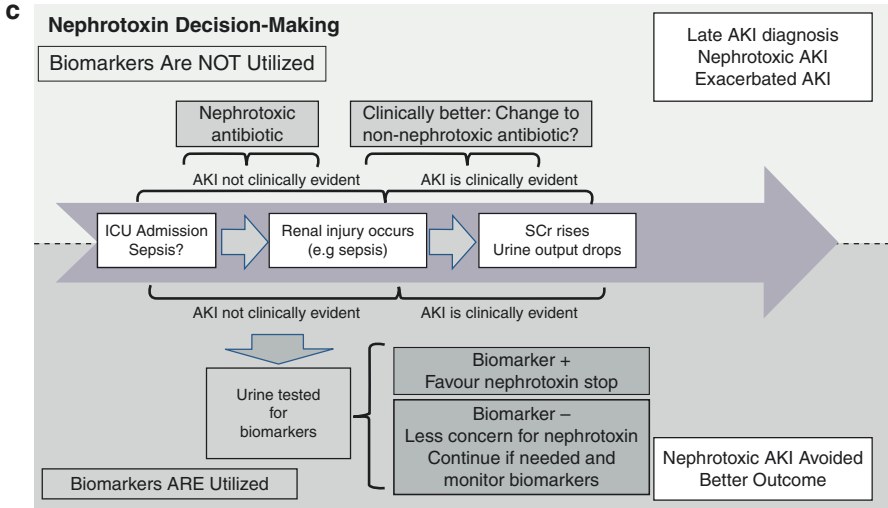 c
Nephrotoxin Decision-Making
Biomarkers Are NOT Utilized
Late AKI diagnosis
Nephrotoxic AKI
Exacerbated AKI
Nephrotoxic
antibiotic
Clinically better: Change to
non-nephrotoxic antibiotic?
AKI not clinically evident
AKI is clinically evident
ICU Admission
Sepsis?
Renal injury occurs
(e.g sepsis)
SCr rises
Urine output drops
AKI not clinically evident
AKI is clinically evident
Urine tested
for
biomarkers
Biomarker +
Favour nephrotoxin stop
Biomarker –
Less concern for nephrotoxin
Continue if needed and
monitor biomarkers
Biomarkers ARE Utilized
Nephrotoxic AKI Avoided
Better Outcome